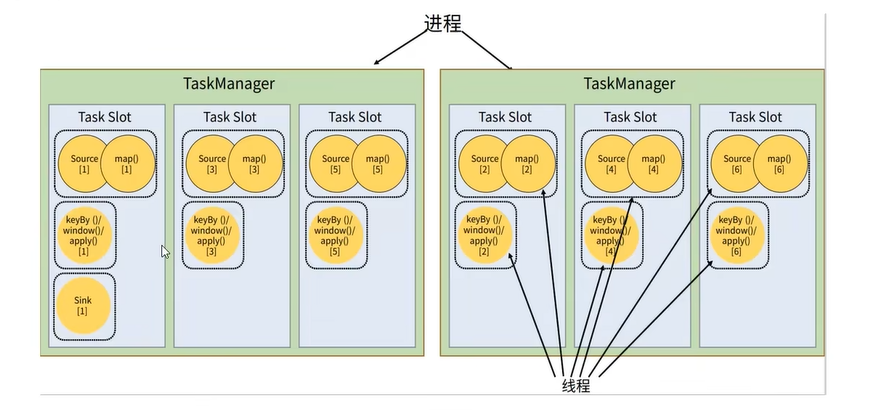 进程
TaskManager
Task Slot
Task Slot
Task Slot
Source
[1]
map()
[1]
Source
[3]
map()
[3]
Source
[5]
map()
[5]
keyBy ()/
window()/
apply()
[1]
keyBy ()/
window()/
apply()
[3]
keyBy ()/
window()/
apply()
[5]
Sink
[1]
TaskManager
Task Slot
Task Slot
Task Slot
Source
[2]
map()
[2]
Source
[4]
map()
[4]
Source
[6]
map()
[6]
keyBy ()/
window()/
apply()
[2]
keyBy ()/
window()/
apply()
[4]
keyBy ()/
window()/
apply()
[6]
线程